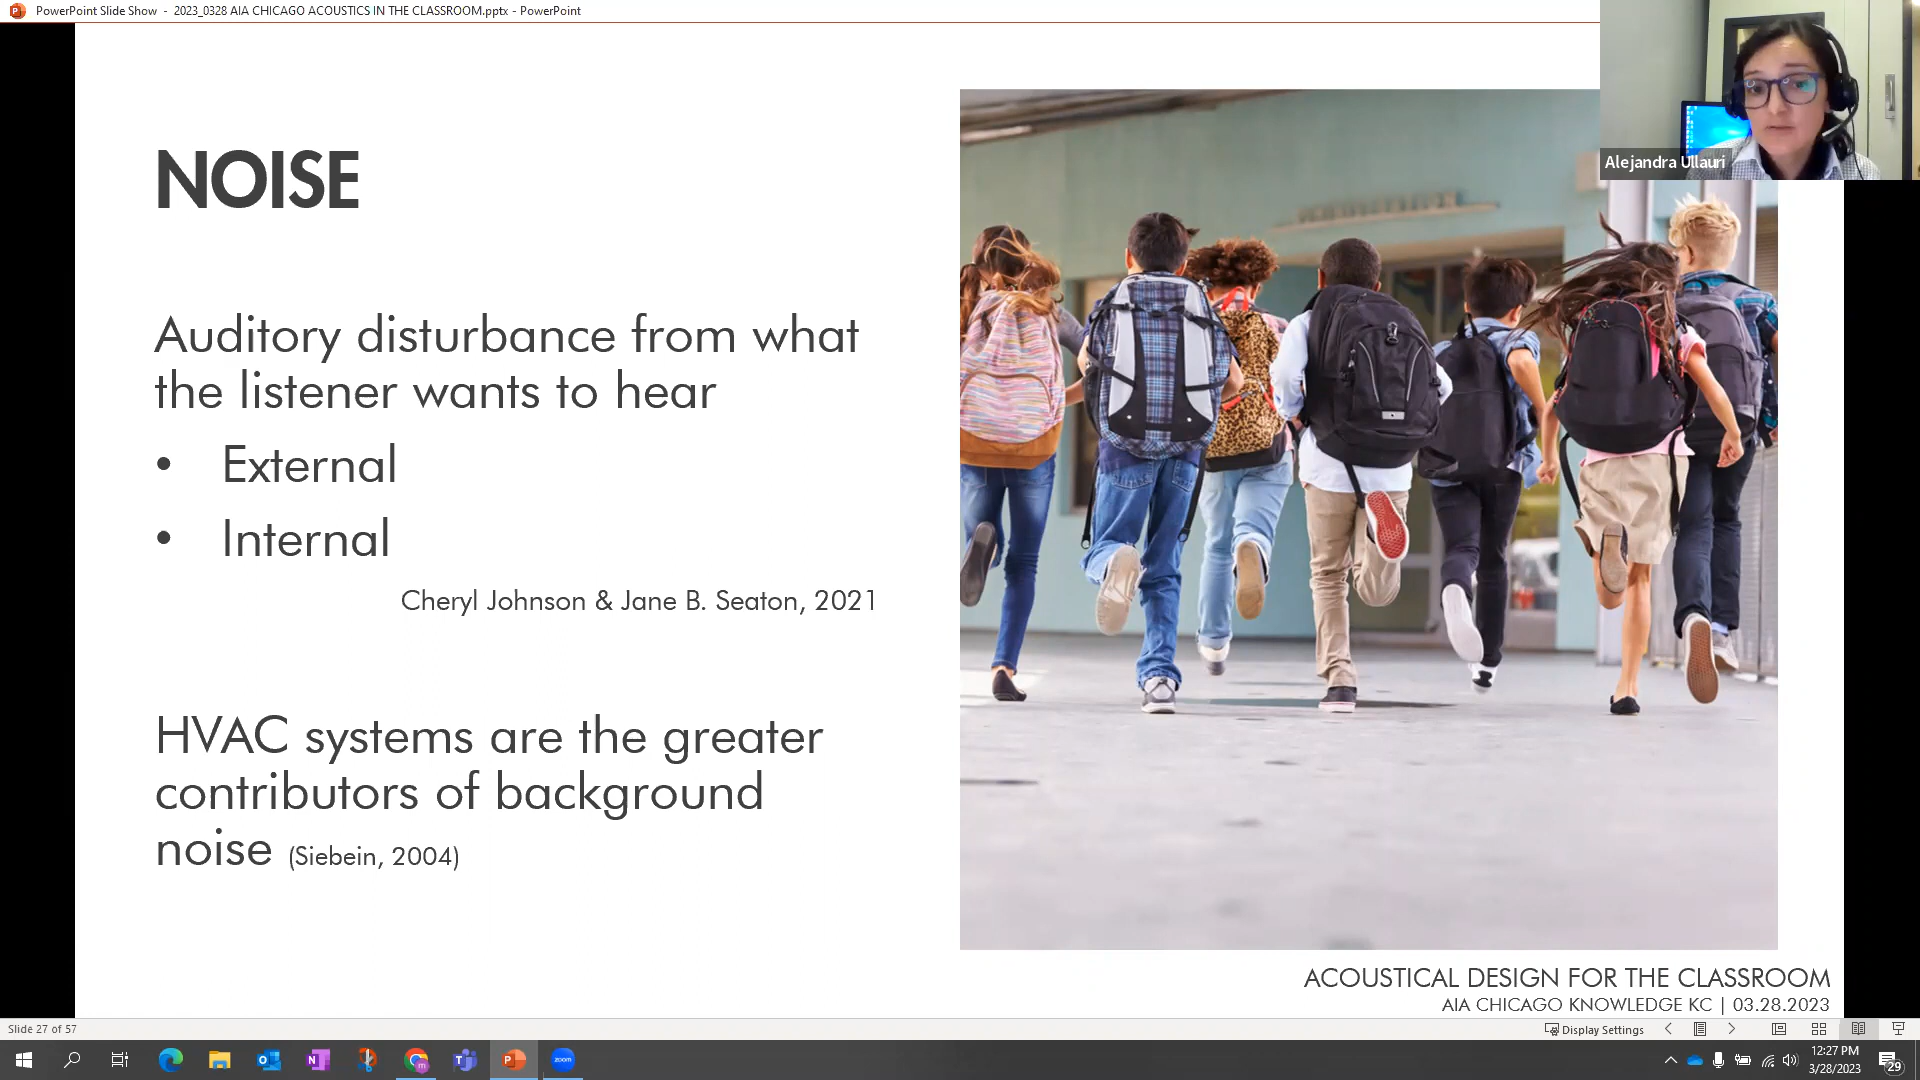 PowerPoint Slide Show - 2023_0328 AIA CHICAGO ACOUSTICS IN THE CLASSROOM.pptx - PowerPoint
Alejandra Ullauri
NOISE
Auditory disturbance from what
the listener wants to hear
• External
• Internal
Cheryl Johnson & Jane B. Seaton, 2021
HVAC systems are the greater
contributors of background
noise (Siebein, 2004)
ACOUSTICAL DESIGN FOR THE CLASSROOM
AIA CHICAGO KNOWLEDGE KC | 03.28.2023
Slide 27 of 57
Display Settings
zoom
12:27 PM
3/28/2023
29